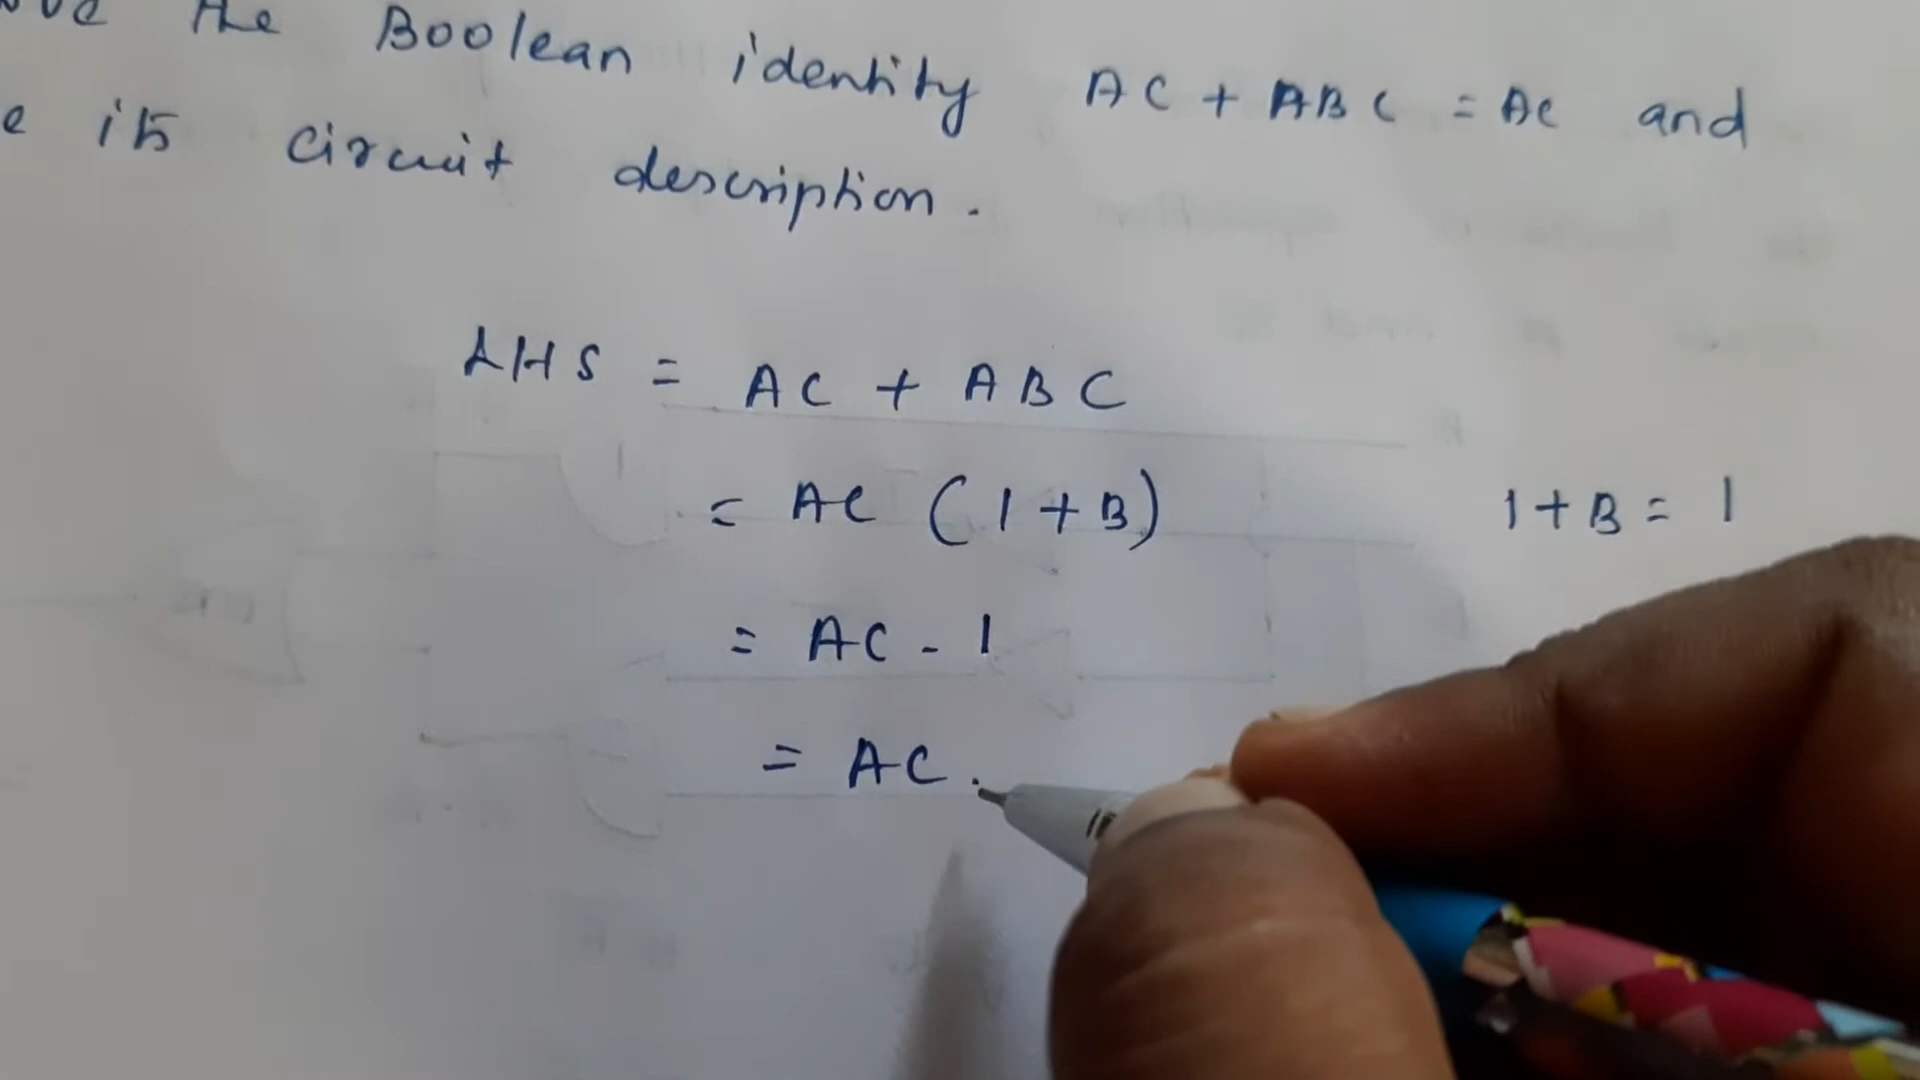 the Boolean identity AC + ABC = AC and
its circuit description.
LHS = AC + ABC
= AC (1+B)
1+B = 1
= AC - 1
= AC.